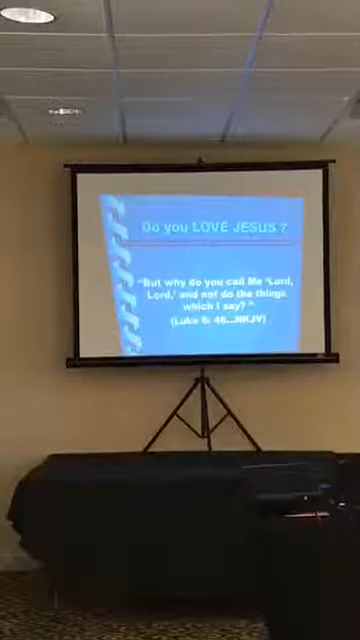 Do you LOVE JESUS?
"But why do you call Me 'Lord,
Lord,' and not do the things
which I say? "
(Luke 6: 46...NKJV)